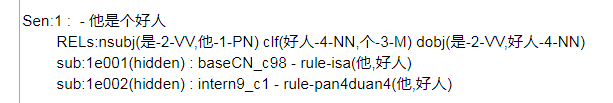 Sen:1 : - 他是个好人
RELs:nsubj(是-2-VV,他-1-PN) clf(好人-4-NN,个-3-M) dobj(是-2-VV,好人-4-NN)
sub:1e001(hidden) : baseCN_c98 - rule-isa(他,好人)
sub:1e002(hidden) : intern9_c1 - rule-pan4duan4(他,好人)